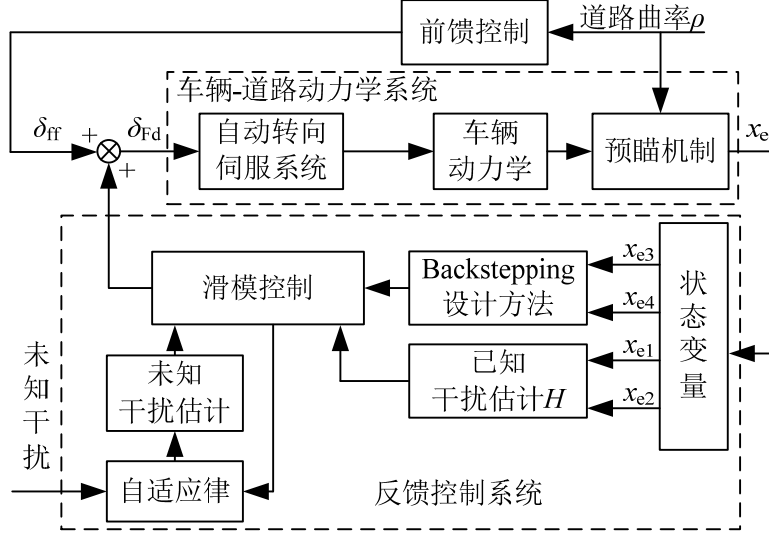 前馈控制
道路曲率ρ
车辆-道路动力学系统
δff
+
δFd
自动转向
伺服系统
车辆
动力学
预瞄机制
xe
+
滑模控制
Backstepping
设计方法
xe3
xe4
状态变量
未知
干扰估计
已知
干扰估计H
xe1
xe2
未知干扰
自适应律
反馈控制系统